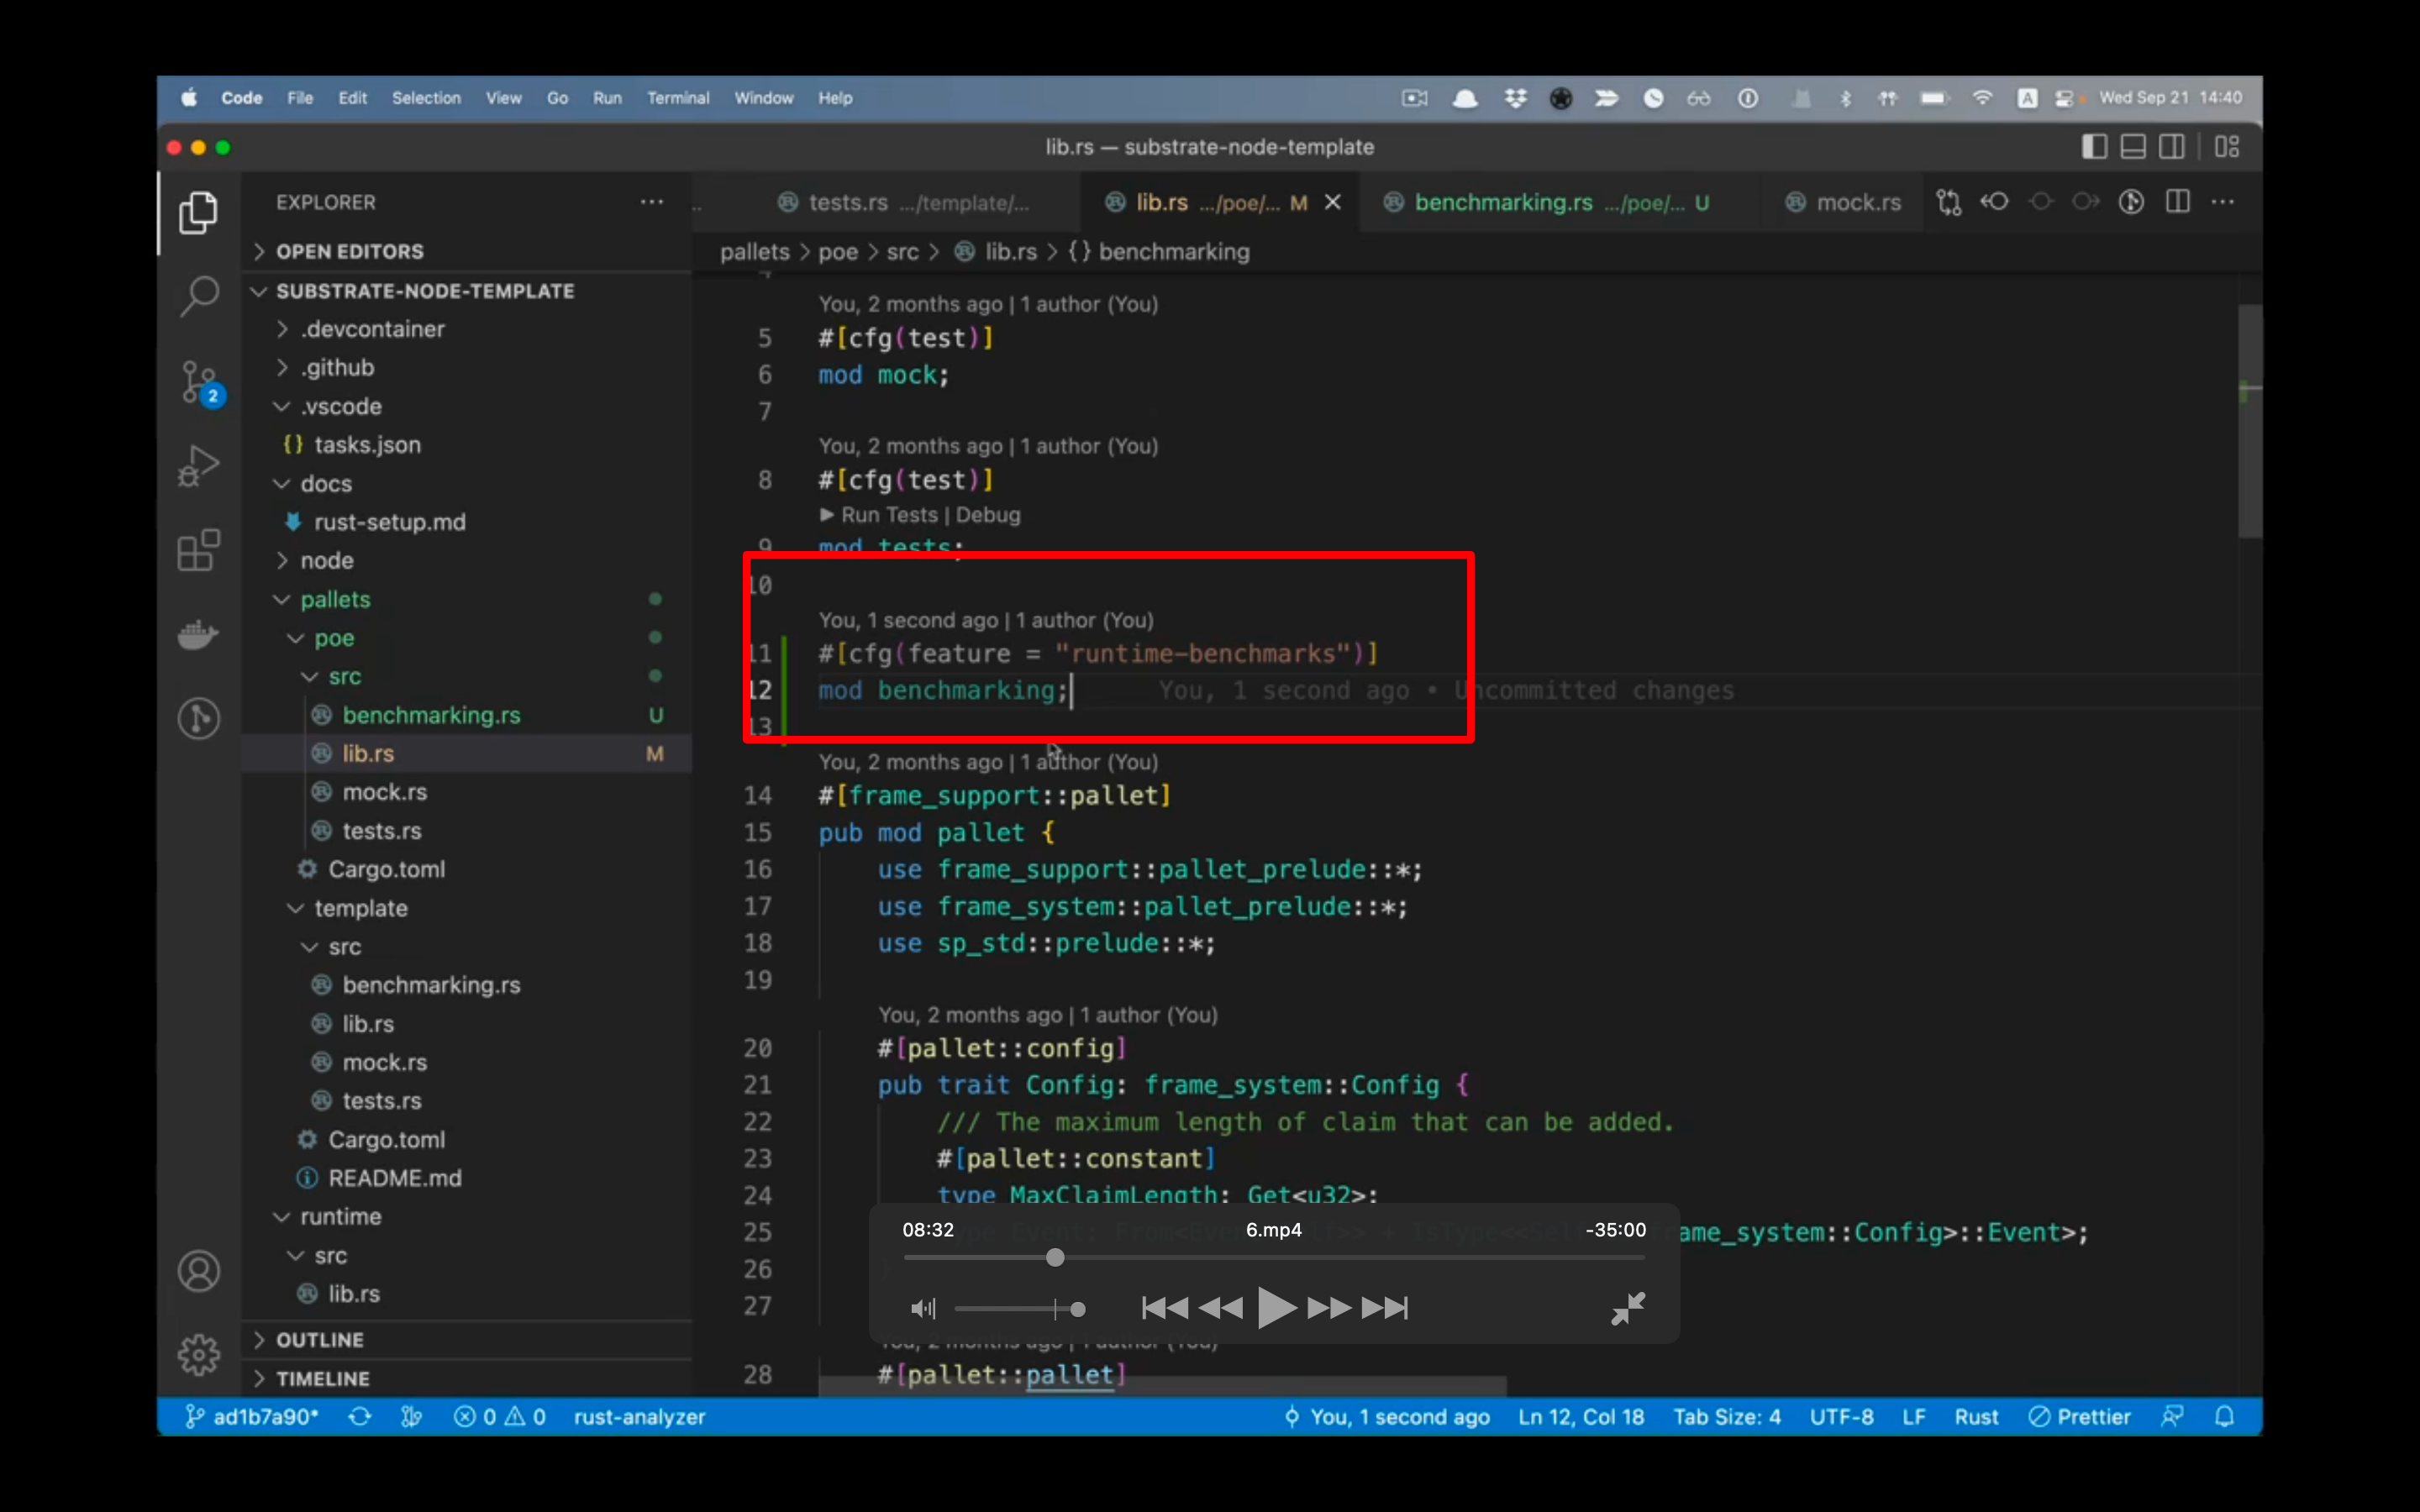 Code File Edit Selection View Go Run Terminal Window Help
A
Wed Sep 21 14:40
lib.rs — substrate-node-template
EXPLORER
OPEN EDITORS
SUBSTRATE-NODE-TEMPLATE
.devcontainer
.github
.vscode
{} tasks.json
docs
rust-setup.md
node
pallets
poe
src
benchmarking.rs U
lib.rs M
mock.rs
tests.rs
Cargo.toml
template
src
benchmarking.rs
lib.rs
mock.rs
tests.rs
Cargo.toml
README.md
runtime
src
lib.rs
OUTLINE
TIMELINE
2
tests.rs .../template/...
lib.rs .../poe/... M
benchmarking.rs .../poe/... U
mock.rs
pallets > poe > src > lib.rs > {} benchmarking
You, 2 months ago | 1 author (You)
5 #[cfg(test)]
6 mod mock;
7
You, 2 months ago | 1 author (You)
8 #[cfg(test)]
▶ Run Tests | Debug
9 mod tests;
10
You, 1 second ago | 1 author (You)
11 #[cfg(feature = "runtime-benchmarks")]
12 mod benchmarking; You, 1 second ago • Uncommitted changes
13
You, 2 months ago | 1 author (You)
14 #[frame_support::pallet]
15 pub mod pallet {
16 use frame_support::pallet_prelude::*;
17 use frame_system::pallet_prelude::*;
18 use sp_std::prelude::*;
19
You, 2 months ago | 1 author (You)
20 #[pallet::config]
21 pub trait Config: frame_system::Config {
22 /// The maximum length of claim that can be added.
23 #[pallet::constant]
24 type MaxClaimLength: Get<u32>;
25 ame_system::Config>::Event>;
26
27
You, 2 months ago | 1 author (You)
28 #[pallet::pallet]
08:32 6.mp4 -35:00
ad1b7a90* 0 0 rust-analyzer
You, 1 second ago Ln 12, Col 18 Tab Size: 4 UTF-8 LF Rust Prettier